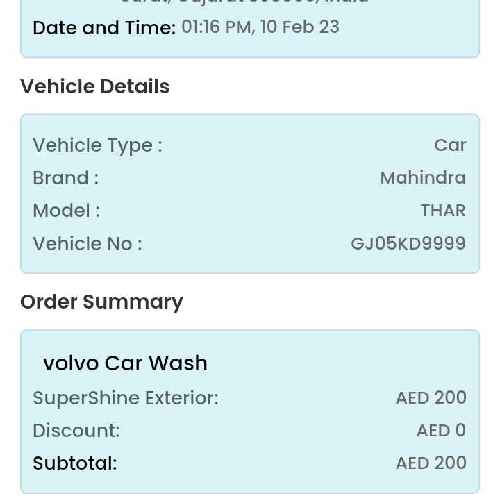 Date and Time: 01:16 PM, 10 Feb 23
Vehicle Details
Vehicle Type : Car
Brand : Mahindra
Model : THAR
Vehicle No : GJ05KD9999
Order Summary
volvo Car Wash
SuperShine Exterior: AED 200
Discount: AED 0
Subtotal: AED 200